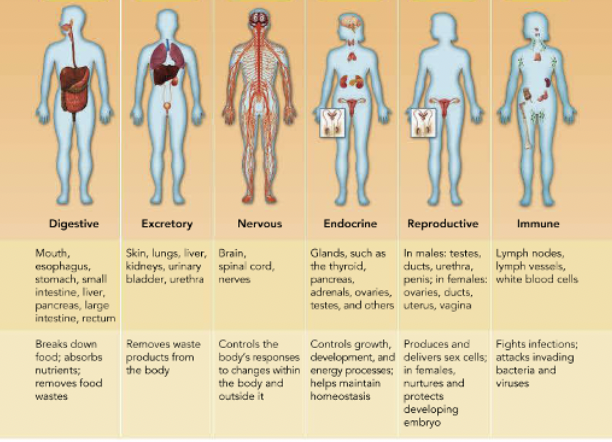 Digestive
Excretory
Nervous
Endocrine
Reproductive
Immune
Mouth,
esophagus,
stomach, small
intestine, liver,
pancreas, large
intestine, rectum
Skin, lungs, liver,
kidneys, urinary
bladder, urethra
Brain,
spinal cord,
nerves
Glands, such as
the thyroid,
pancreas,
adrenals, ovaries,
testes, and others
In males: testes,
ducts, urethra,
penis; in females:
ovaries, ducts,
uterus, vagina
Lymph nodes,
lymph vessels,
white blood cells
Breaks down
food; absorbs
nutrients;
removes food
wastes
Removes waste
products from
the body
Controls the
body's responses
to changes within
the body and
outside it
Controls growth,
development, and
energy processes;
helps maintain
homeostasis
Produces and
delivers sex cells;
in females,
nurtures and
protects
developing
embryo
Fights infections;
attacks invading
bacteria and
viruses